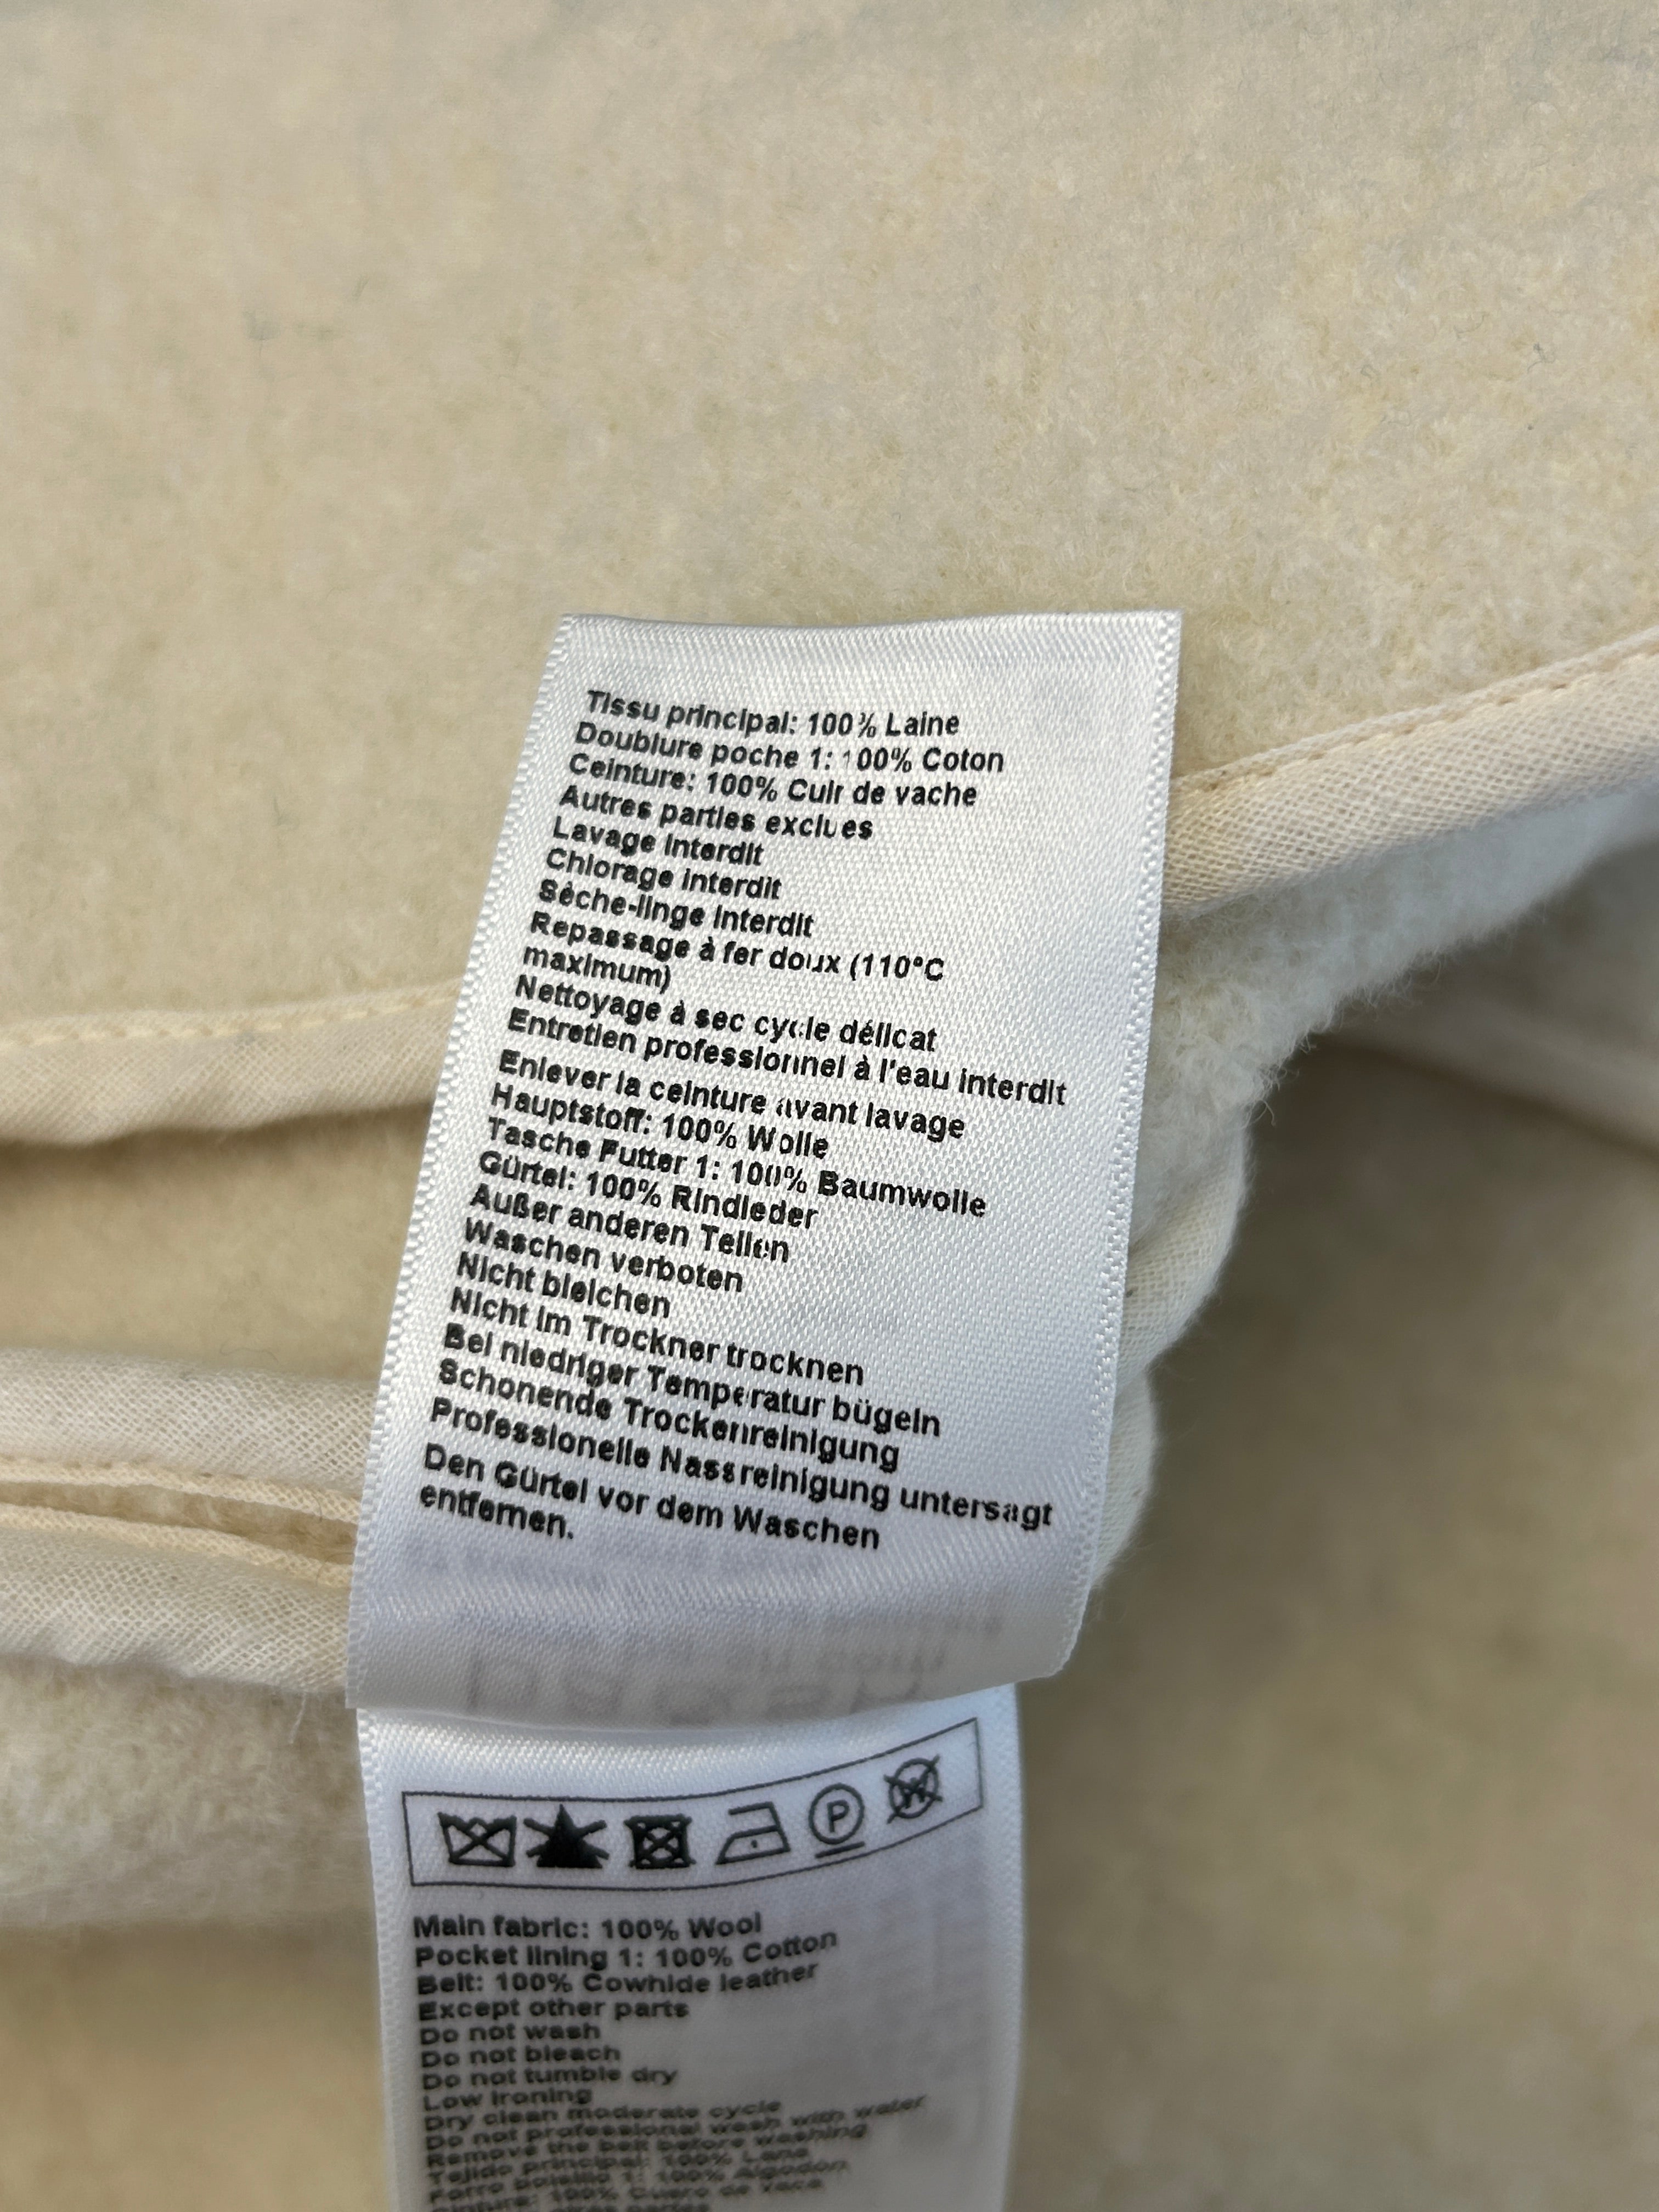 Tissu principal: 100% Laine
Doublure poche 1: 100% Coton
Ceinture: 100% Cuir de vache
Autres parties exclues
Lavage interdit
Chlorage interdit
Sèche-linge interdit
Repassage à fer doux (110°C
maximum)
Nettoyage à sec cycle délicat
Entretien professionnel à l'eau interdit
Enlever la ceinture avant lavage
Hauptstoff: 100% Wolle
Tasche Futter 1: 100% Baumwolle
Gürtel: 100% Rindleder
Außer anderen Teilen
Waschen verboten
Nicht bleichen
Nicht im Trockner trocknen
Bei niedriger Temperatur bügeln
Schonende Trockenreinigung
Professionelle Nassreinigung untersagt
Den Gürtel vor dem Waschen
entfernen.
P
W
Main fabric: 100% Wool
Pocket lining 1: 100% Cotton
Belt: 100% Cowhide leather
Except other parts
Do not wash
Do not bleach
Do not tumble dry
Low ironing
Dry clean moderate cycle
Do not professional wash with water
Remove the belt before washing
Tejido principal: 100% Lana
Forro bolsillo 1: 100% Algodón
100% Cuero de vaca